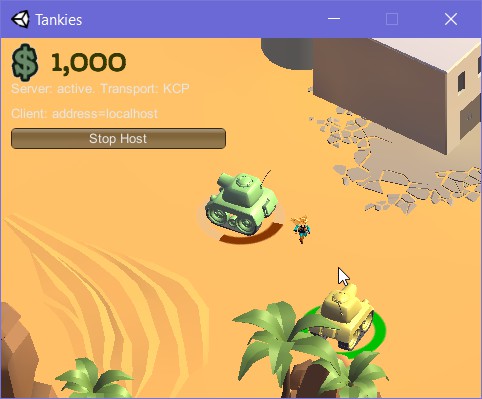 Tankies
$ 1,000
Server: active. Transport: KCP
Client: address=localhost
Stop Host